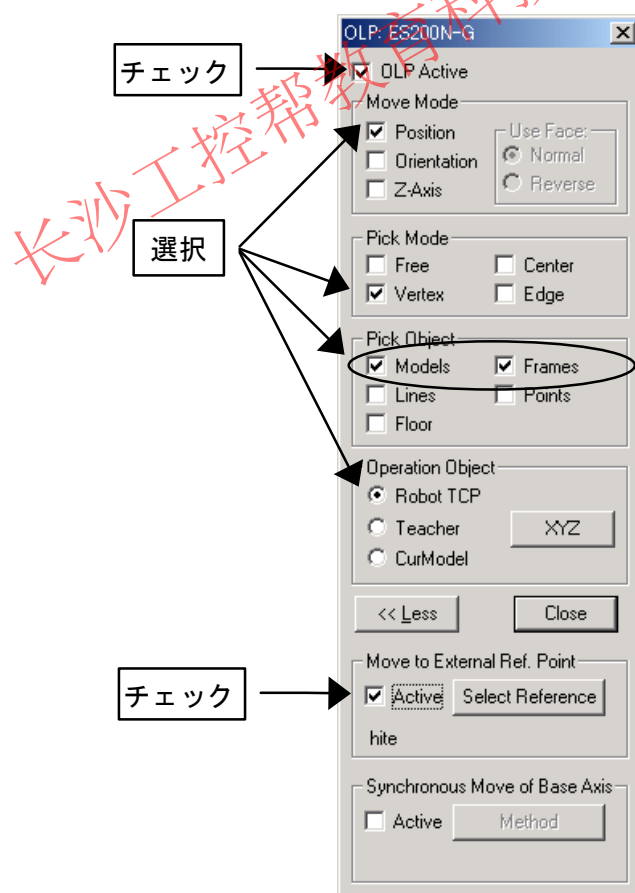 OLP: ES200N-G
チェック
OLP Active
Move Mode
Position
Orientation
Z-Axis
Use Face:
Normal
Reverse
選択
Pick Mode
Free
Center
Vertex
Edge
Pick Object
Models
Frames
Lines
Points
Floor
Operation Object
Robot TCP
Teacher
XYZ
CurModel
<< Less
Close
Move to External Ref. Point
チェック
Active
Select Reference
hite
Synchronous Move of Base Axis
Active
Method
长沙工控帮教育科